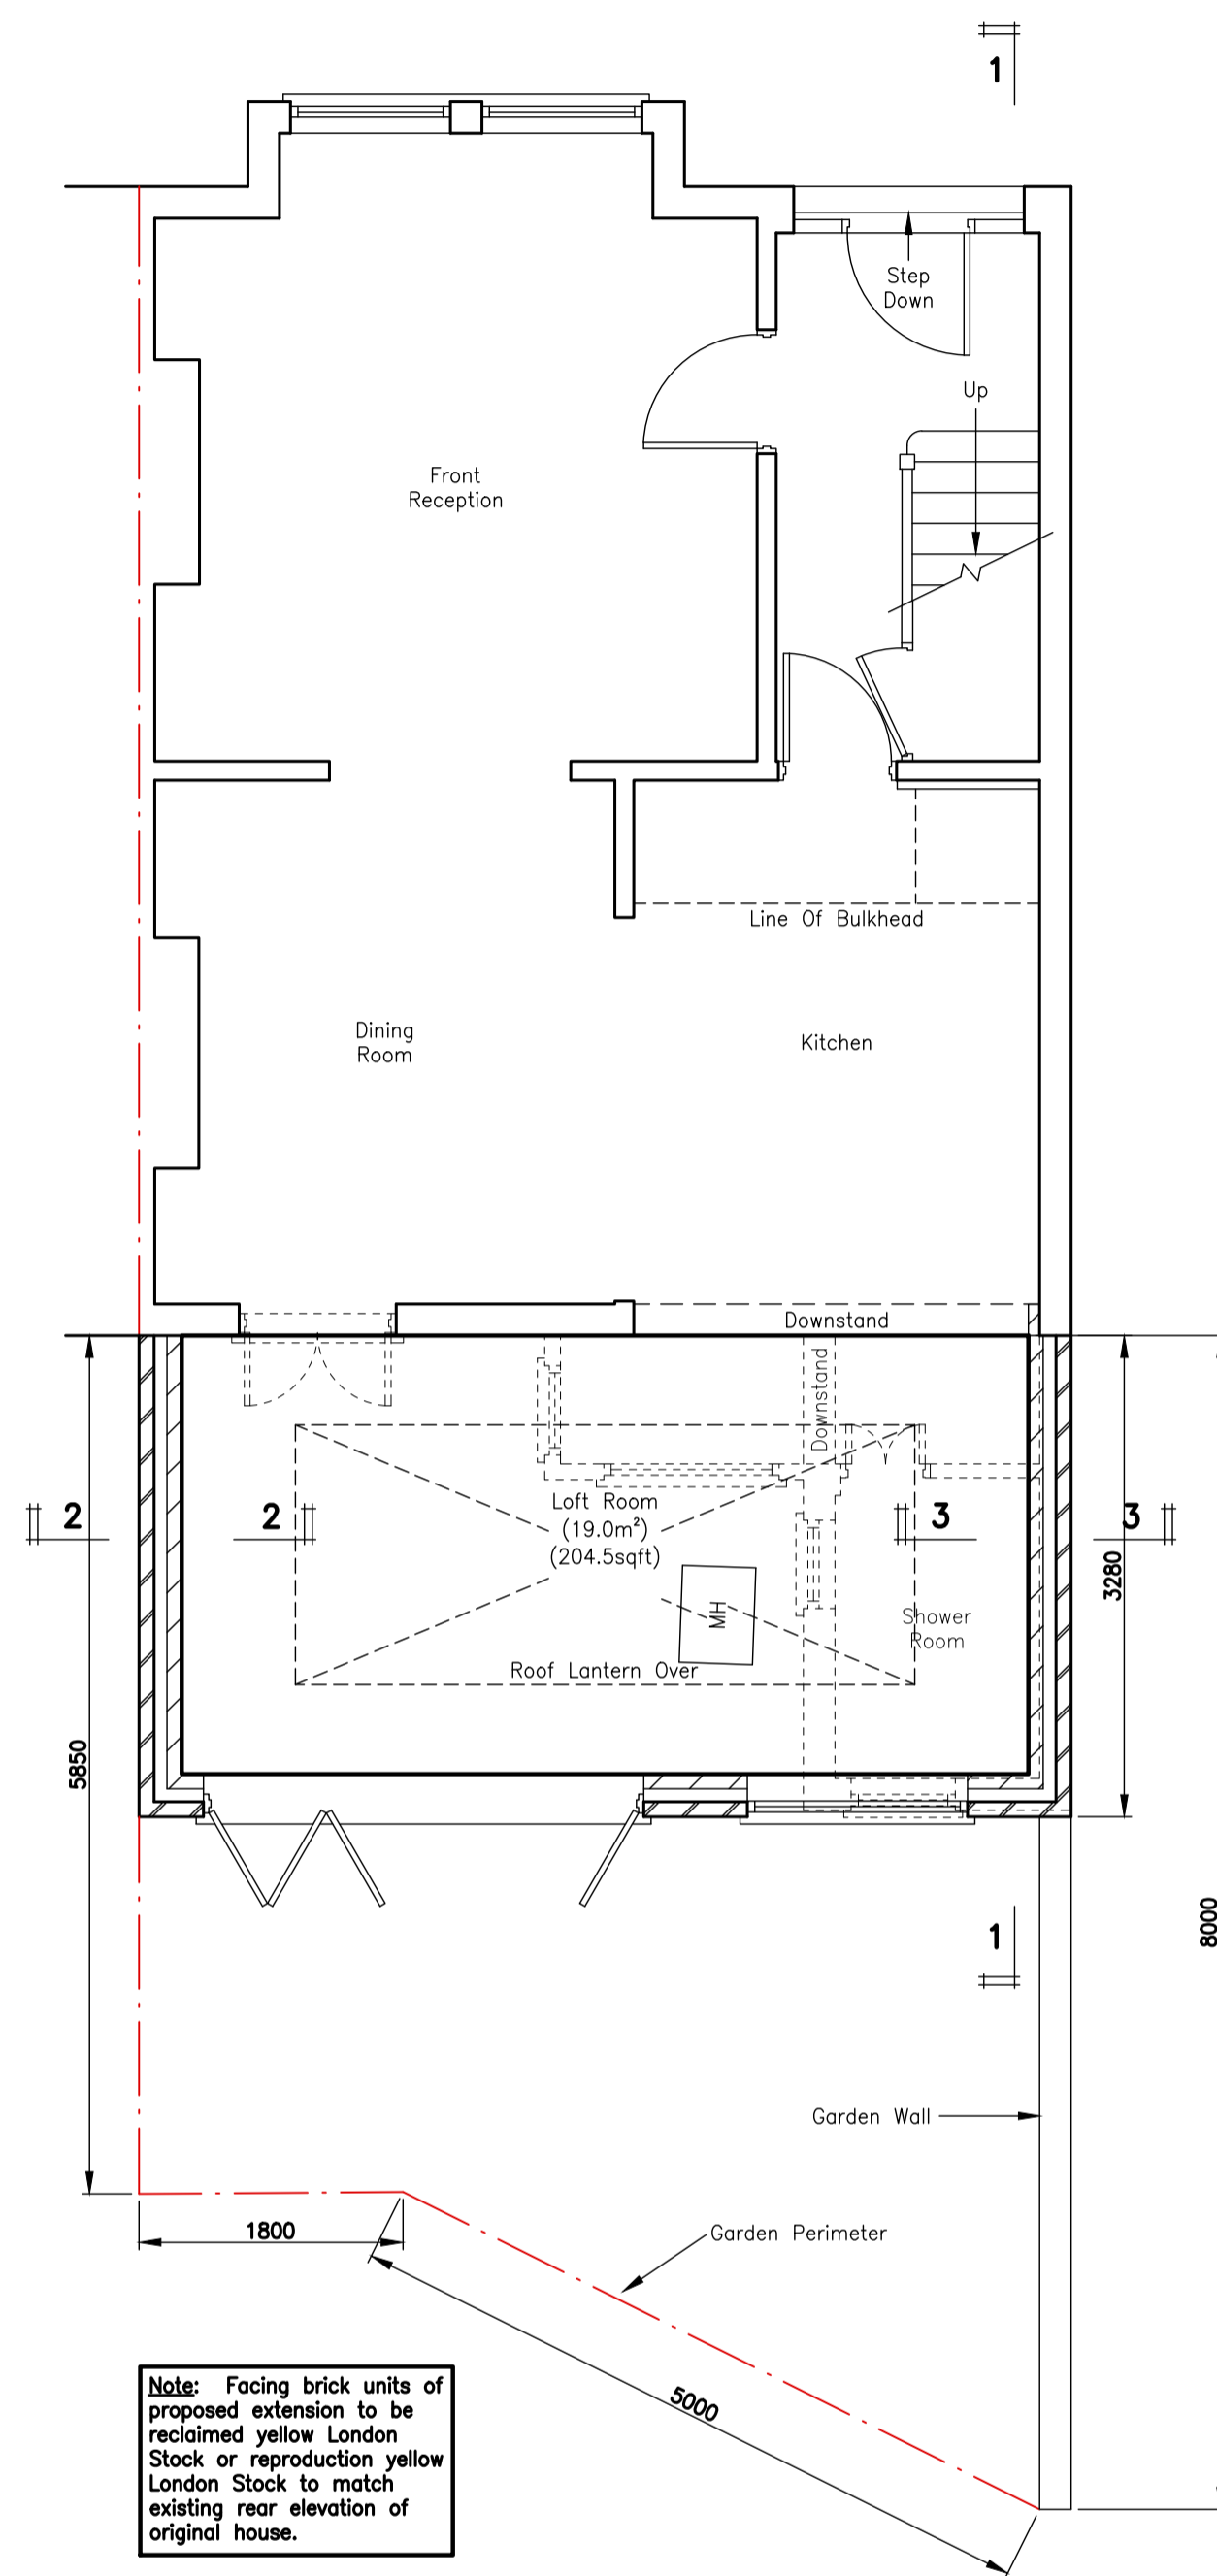 1
Step
Down
Up
Front
Reception
Line Of Bulkhead
Dining
Room
Kitchen
Downstand
Downstand
Loft Room
(19.0m²)
(204.5sqft)
2
2
3
3
3280
MH
Shower
Room
Roof Lantern Over
5850
1
8000
Garden Wall
1800
Garden Perimeter
5000
Note: Facing brick units of
proposed extension to be
reclaimed yellow London
Stock or reproduction yellow
London Stock to match
existing rear elevation of
original house.